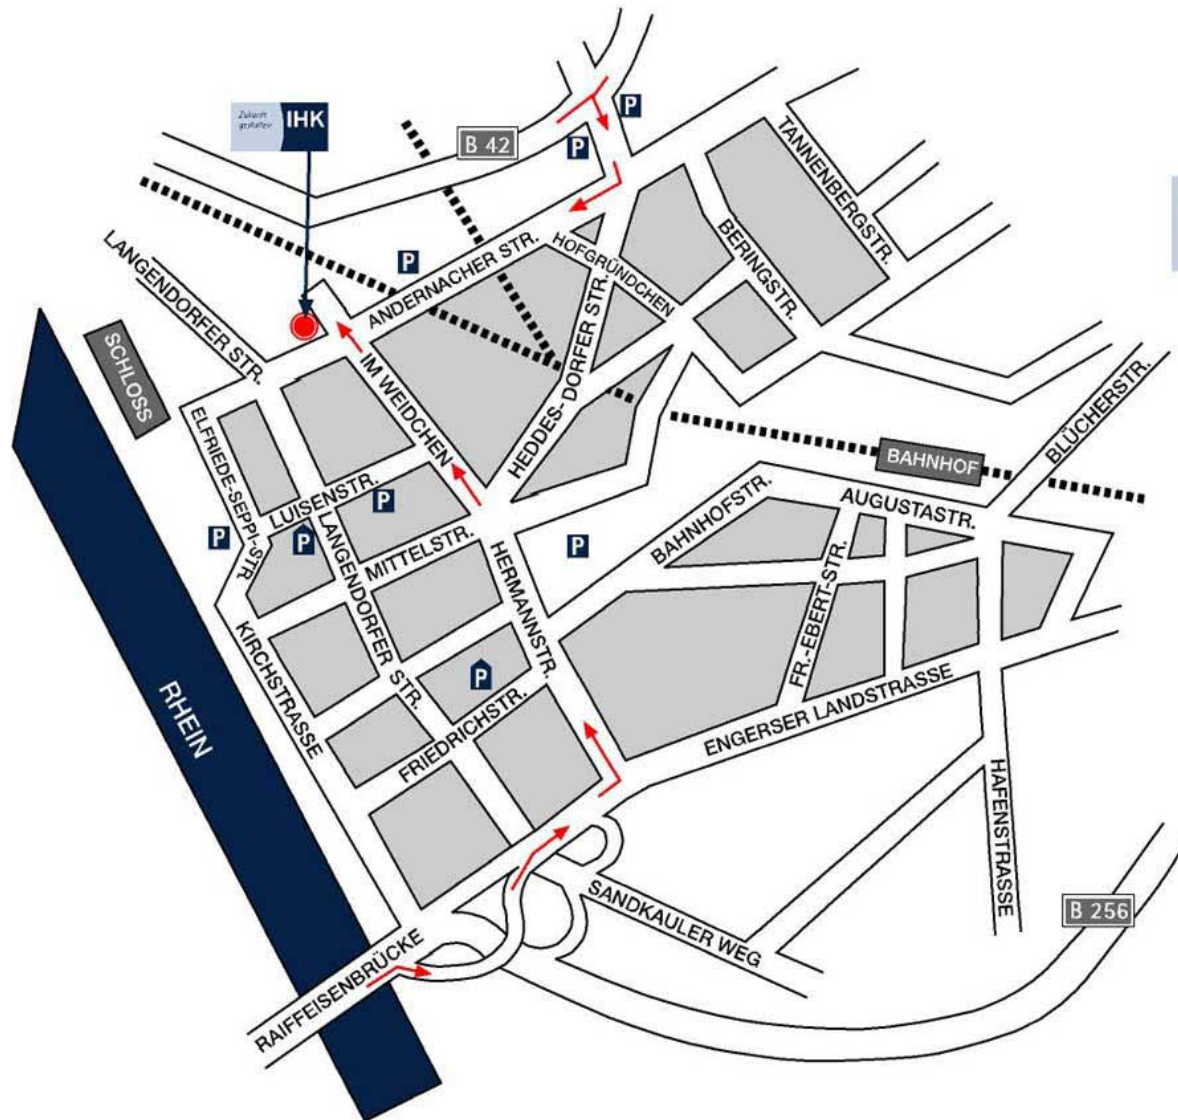 Zukunft
gestalten
IHK
B 42
P
P
TANNENBERGSTR.
BERINGSTR.
HOFGRÜNDCHEN
ANDERNACHER STR.
P
LANGENDORFER STR.
HEDDES- DORFER STR.
IM WEIDCHEN
SCHLOSS
BLÜCHERSTR.
BAHNHOF
ELFRIEDE-SEPPI-STR
LUISENSTR.
P
AUGUSTASTR.
BAHNHOFSTR.
P
P
LANGENDORFER STR.
MITTELSTR.
HERMANNSTR.
P
FR.-EBERT-STR.
KIRCHSTRASSE
P
FRIEDRICHSTR.
ENGERSER LANDSTRASSE
RHEIN
HAFENSTRASSE
SANDKAULER WEG
B 256
RAIFFEISENBRÜCKE